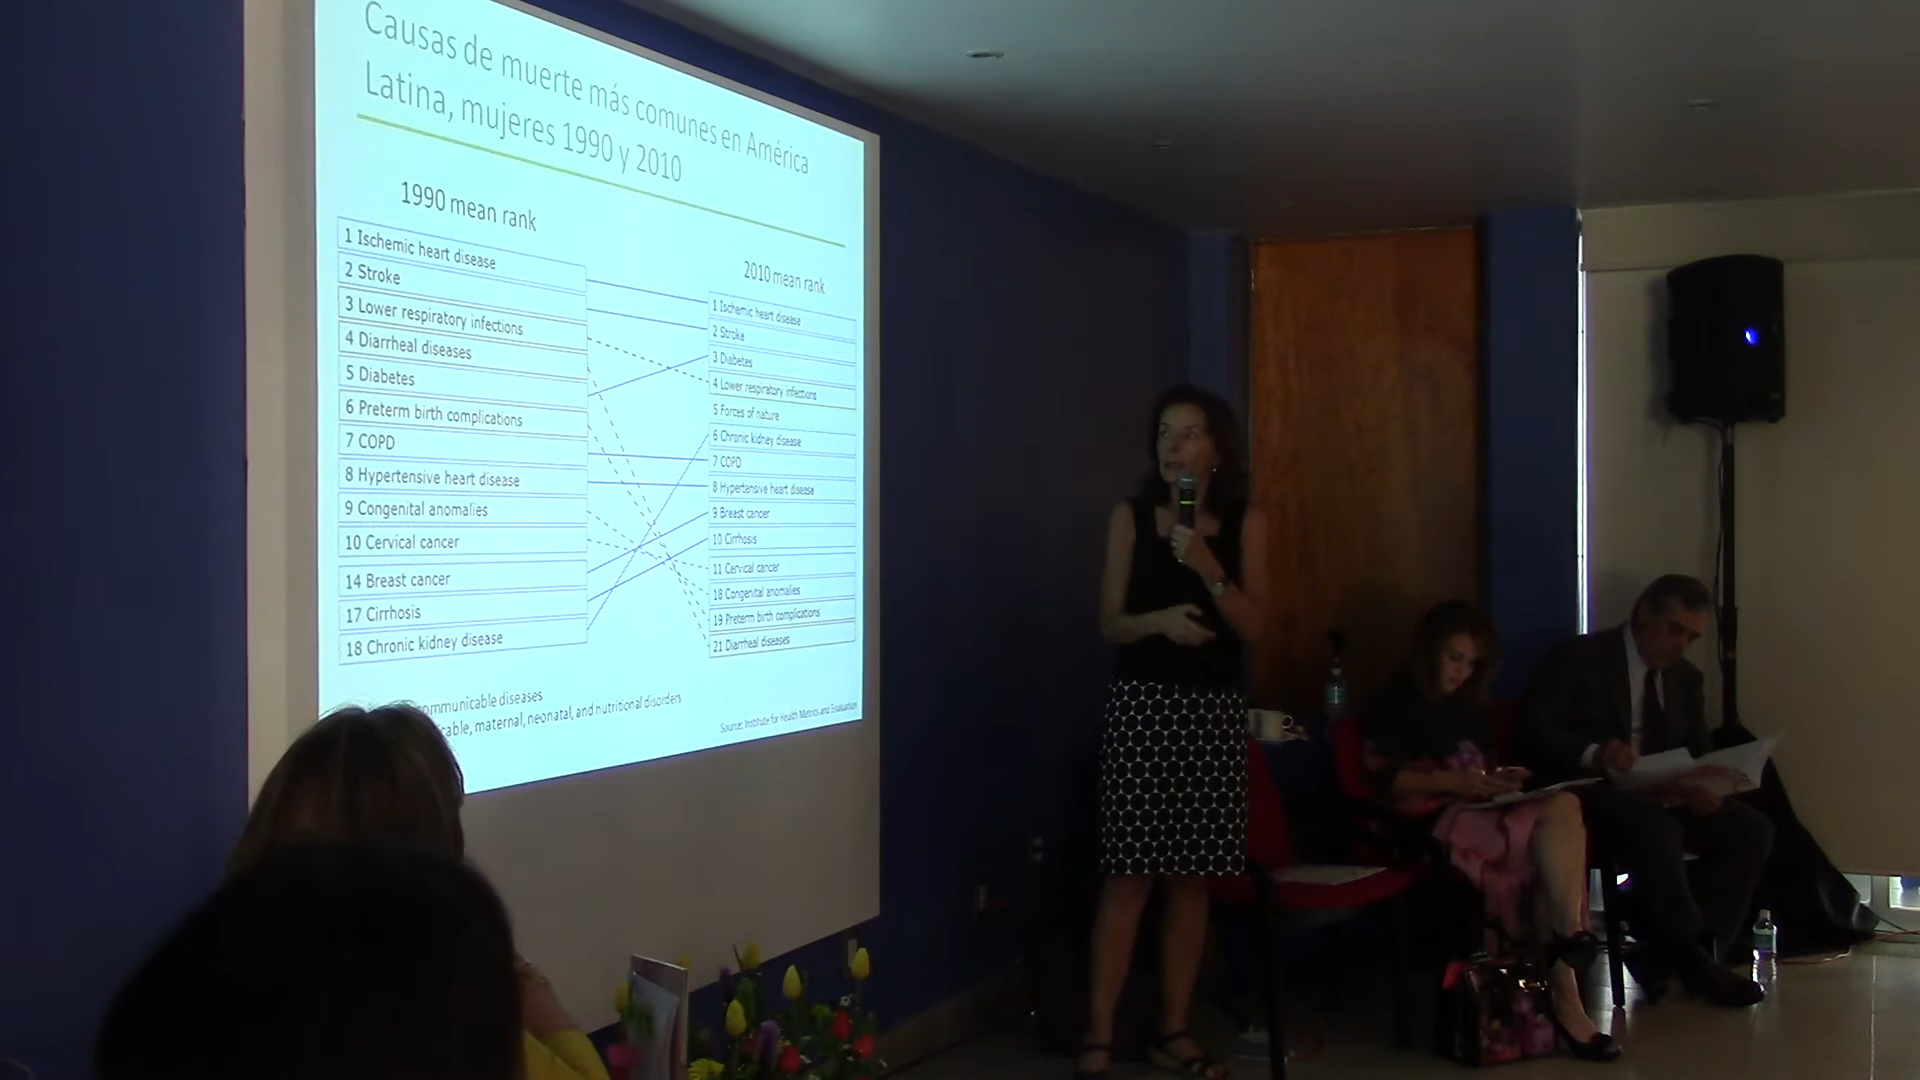 Causas de muerte más comunes en América
Latina, mujeres 1990 y 2010
1990 mean rank
1 Ischemic heart disease
2 Stroke
3 Lower respiratory infections
4 Diarrheal diseases
5 Diabetes
6 Preterm birth complications
7 COPD
8 Hypertensive heart disease
9 Congenital anomalies
10 Cervical cancer
14 Breast cancer
17 Cirrhosis
18 Chronic kidney disease
2010 mean rank
1 Ischemic heart disease
2 Stroke
3 Diabetes
4 Lower respiratory infections
5 Forces of nature
6 Chronic kidney disease
7 COPD
8 Hypertensive heart disease
9 Breast cancer
10 Cirrhosis
11 Cervical cancer
18 Congenital anomalies
19 Preterm birth complications
21 Diarrheal diseases
diseases
maternal, neonatal, and nutritional disorders
Source: Institute for Health Metrics and Evaluation